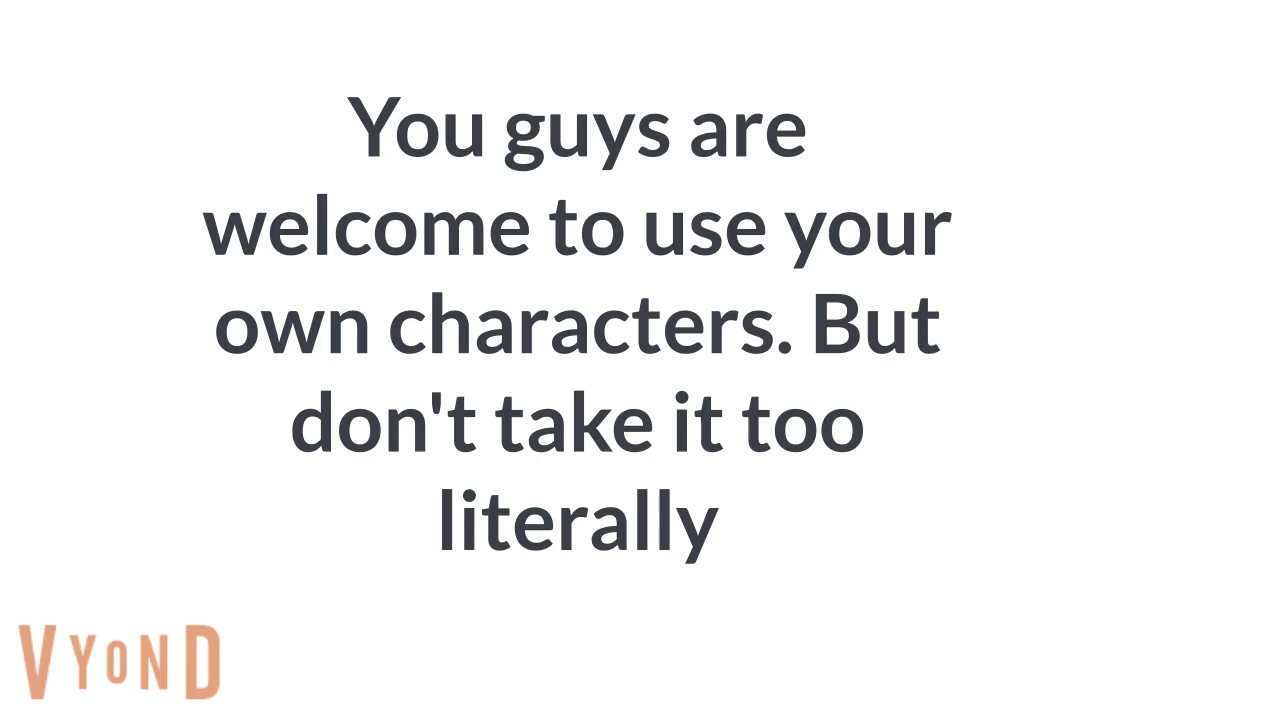 You guys are
welcome to use your
own characters. But
don't take it too
literally
VYOND